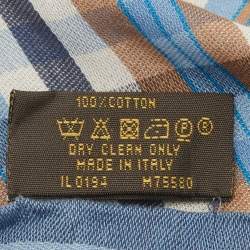 100% COTTON
DRY CLEAN ONLY
MADE IN ITALY
IL0194 M75580